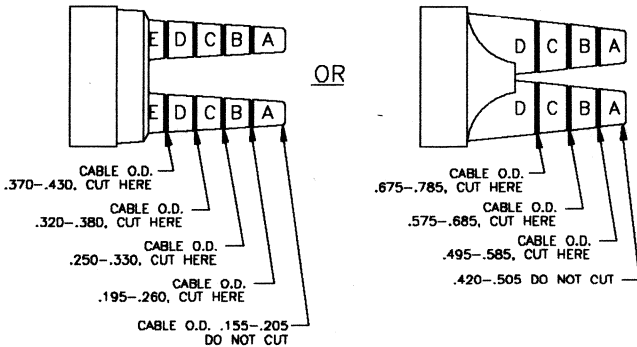 E D C B A
E D C B A
CABLE O.D.
.370–.430, CUT HERE
CABLE O.D.
.320–.380, CUT HERE
CABLE O.D.
.250–.330, CUT HERE
CABLE O.D.
.195–.260, CUT HERE
CABLE O.D. .155–.205
DO NOT CUT
OR
D C B A
D C B A
CABLE O.D.
.675–.785, CUT HERE
CABLE O.D.
.575–.685, CUT HERE
CABLE O.D.
.495–.585, CUT HERE
.420–.505 DO NOT CUT